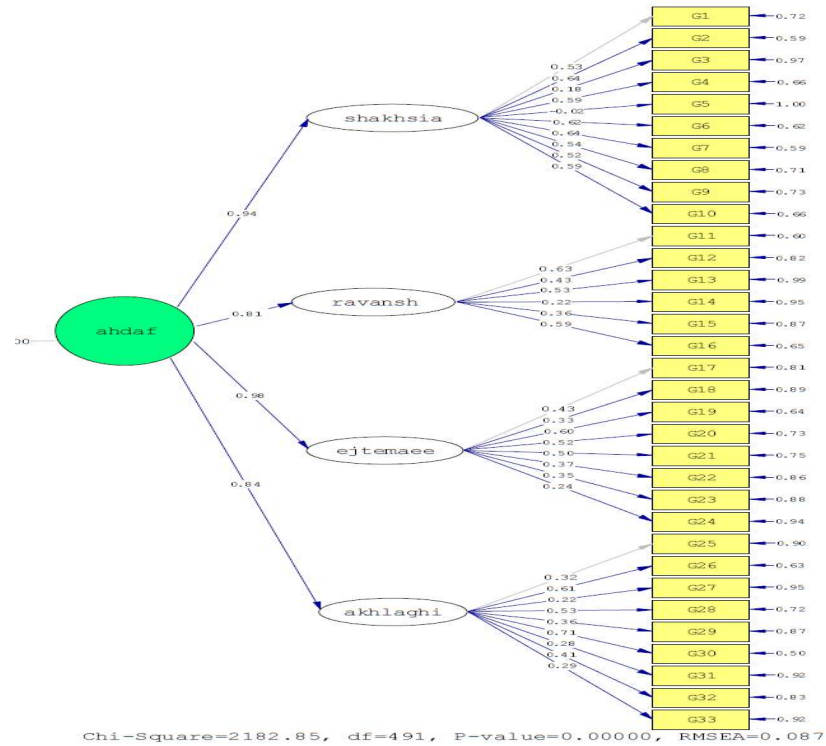 G1 0.72
G2 0.59
G3 0.97
0.53
0.64
G4 0.66
0.18
0.59
G5 1.00
-0.02
shakhsia
0.62
G6 0.62
0.64
G7 0.59
0.54
0.52
G8 0.71
0.59
G9 0.73
0.94
G10 0.66
G11 0.60
G12 0.82
0.63
0.43
G13 0.99
0.53
ravansh
0.22
G14 0.95
0.81
0.36
G15 0.87
0.59
ahdaf
G16 0.65
G17 0.81
G18 0.89
0.98
0.43
G19 0.64
0.33
0.60
G20 0.73
0.52
ejtemaee
0.50
G21 0.75
0.37
G22 0.86
0.35
0.84
0.24
G23 0.88
G24 0.94
G25 0.90
G26 0.63
0.32
0.61
G27 0.95
0.22
0.53
G28 0.72
akhlaghi
0.36
G29 0.87
0.71
G30 0.50
0.28
0.41
G31 0.92
0.29
G32 0.83
G33 0.92
Chi-Square=2182.85, df=491, P-value=0.00000, RMSEA=0.087